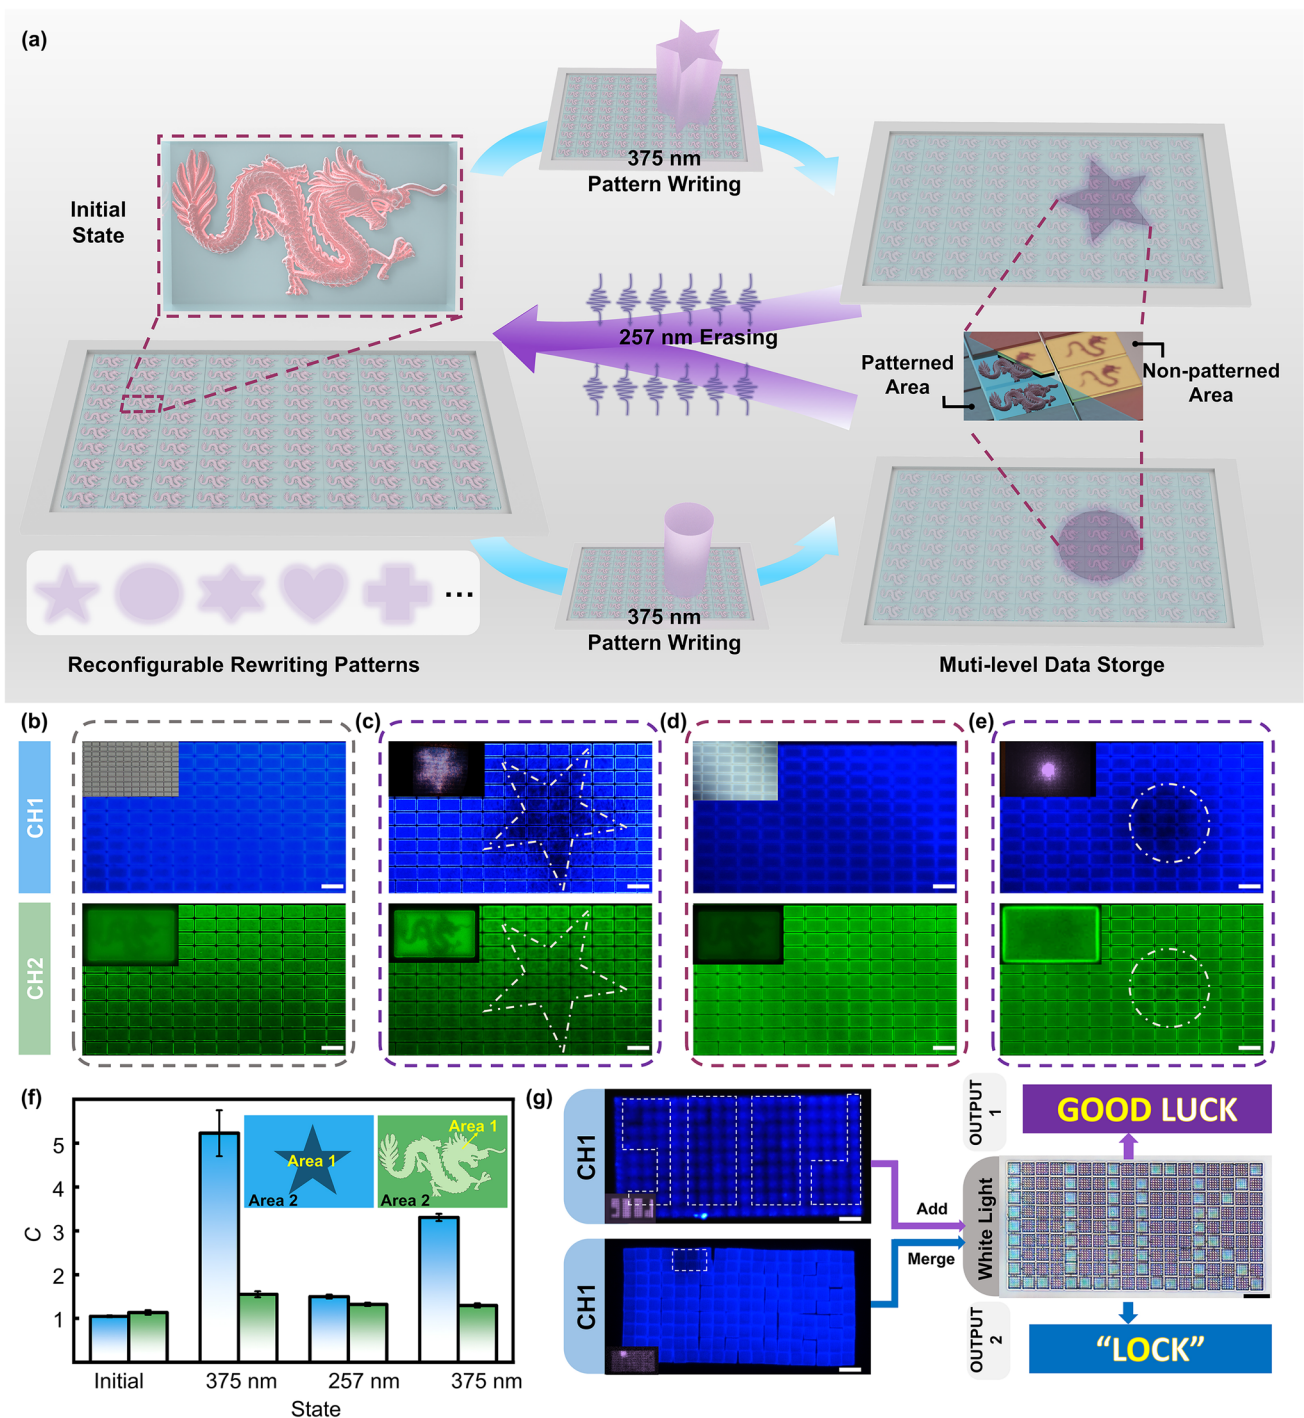 (a)
375 nm
Pattern Writing
Initial
State
257 nm Erasing
Patterned
Area
Non-patterned
Area
375 nm
Pattern Writing
...
Reconfigurable Rewriting Patterns
Muti-level Data Storge
(b)
(c)
(d)
(e)
CH1
CH2
(f)
5
4
3
2
1
C
Area 1
Area 2
Area 1
Area 2
Initial
375 nm
257 nm
375 nm
State
(g)
CH1
CH1
Add
Merge
White Light
OUTPUT
1
GOOD LUCK
OUTPUT
2
“LOCK”